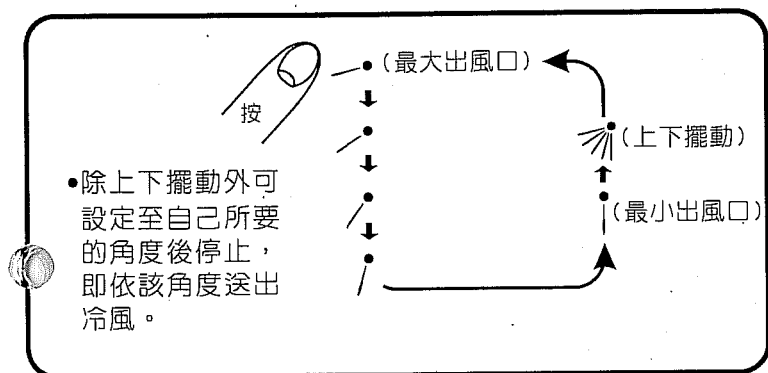 (最大出風口)
按
(上下擺動)
(最小出風口)
•除上下擺動外可
設定至自己所要
的角度後停止，
即依該角度送出
冷風。